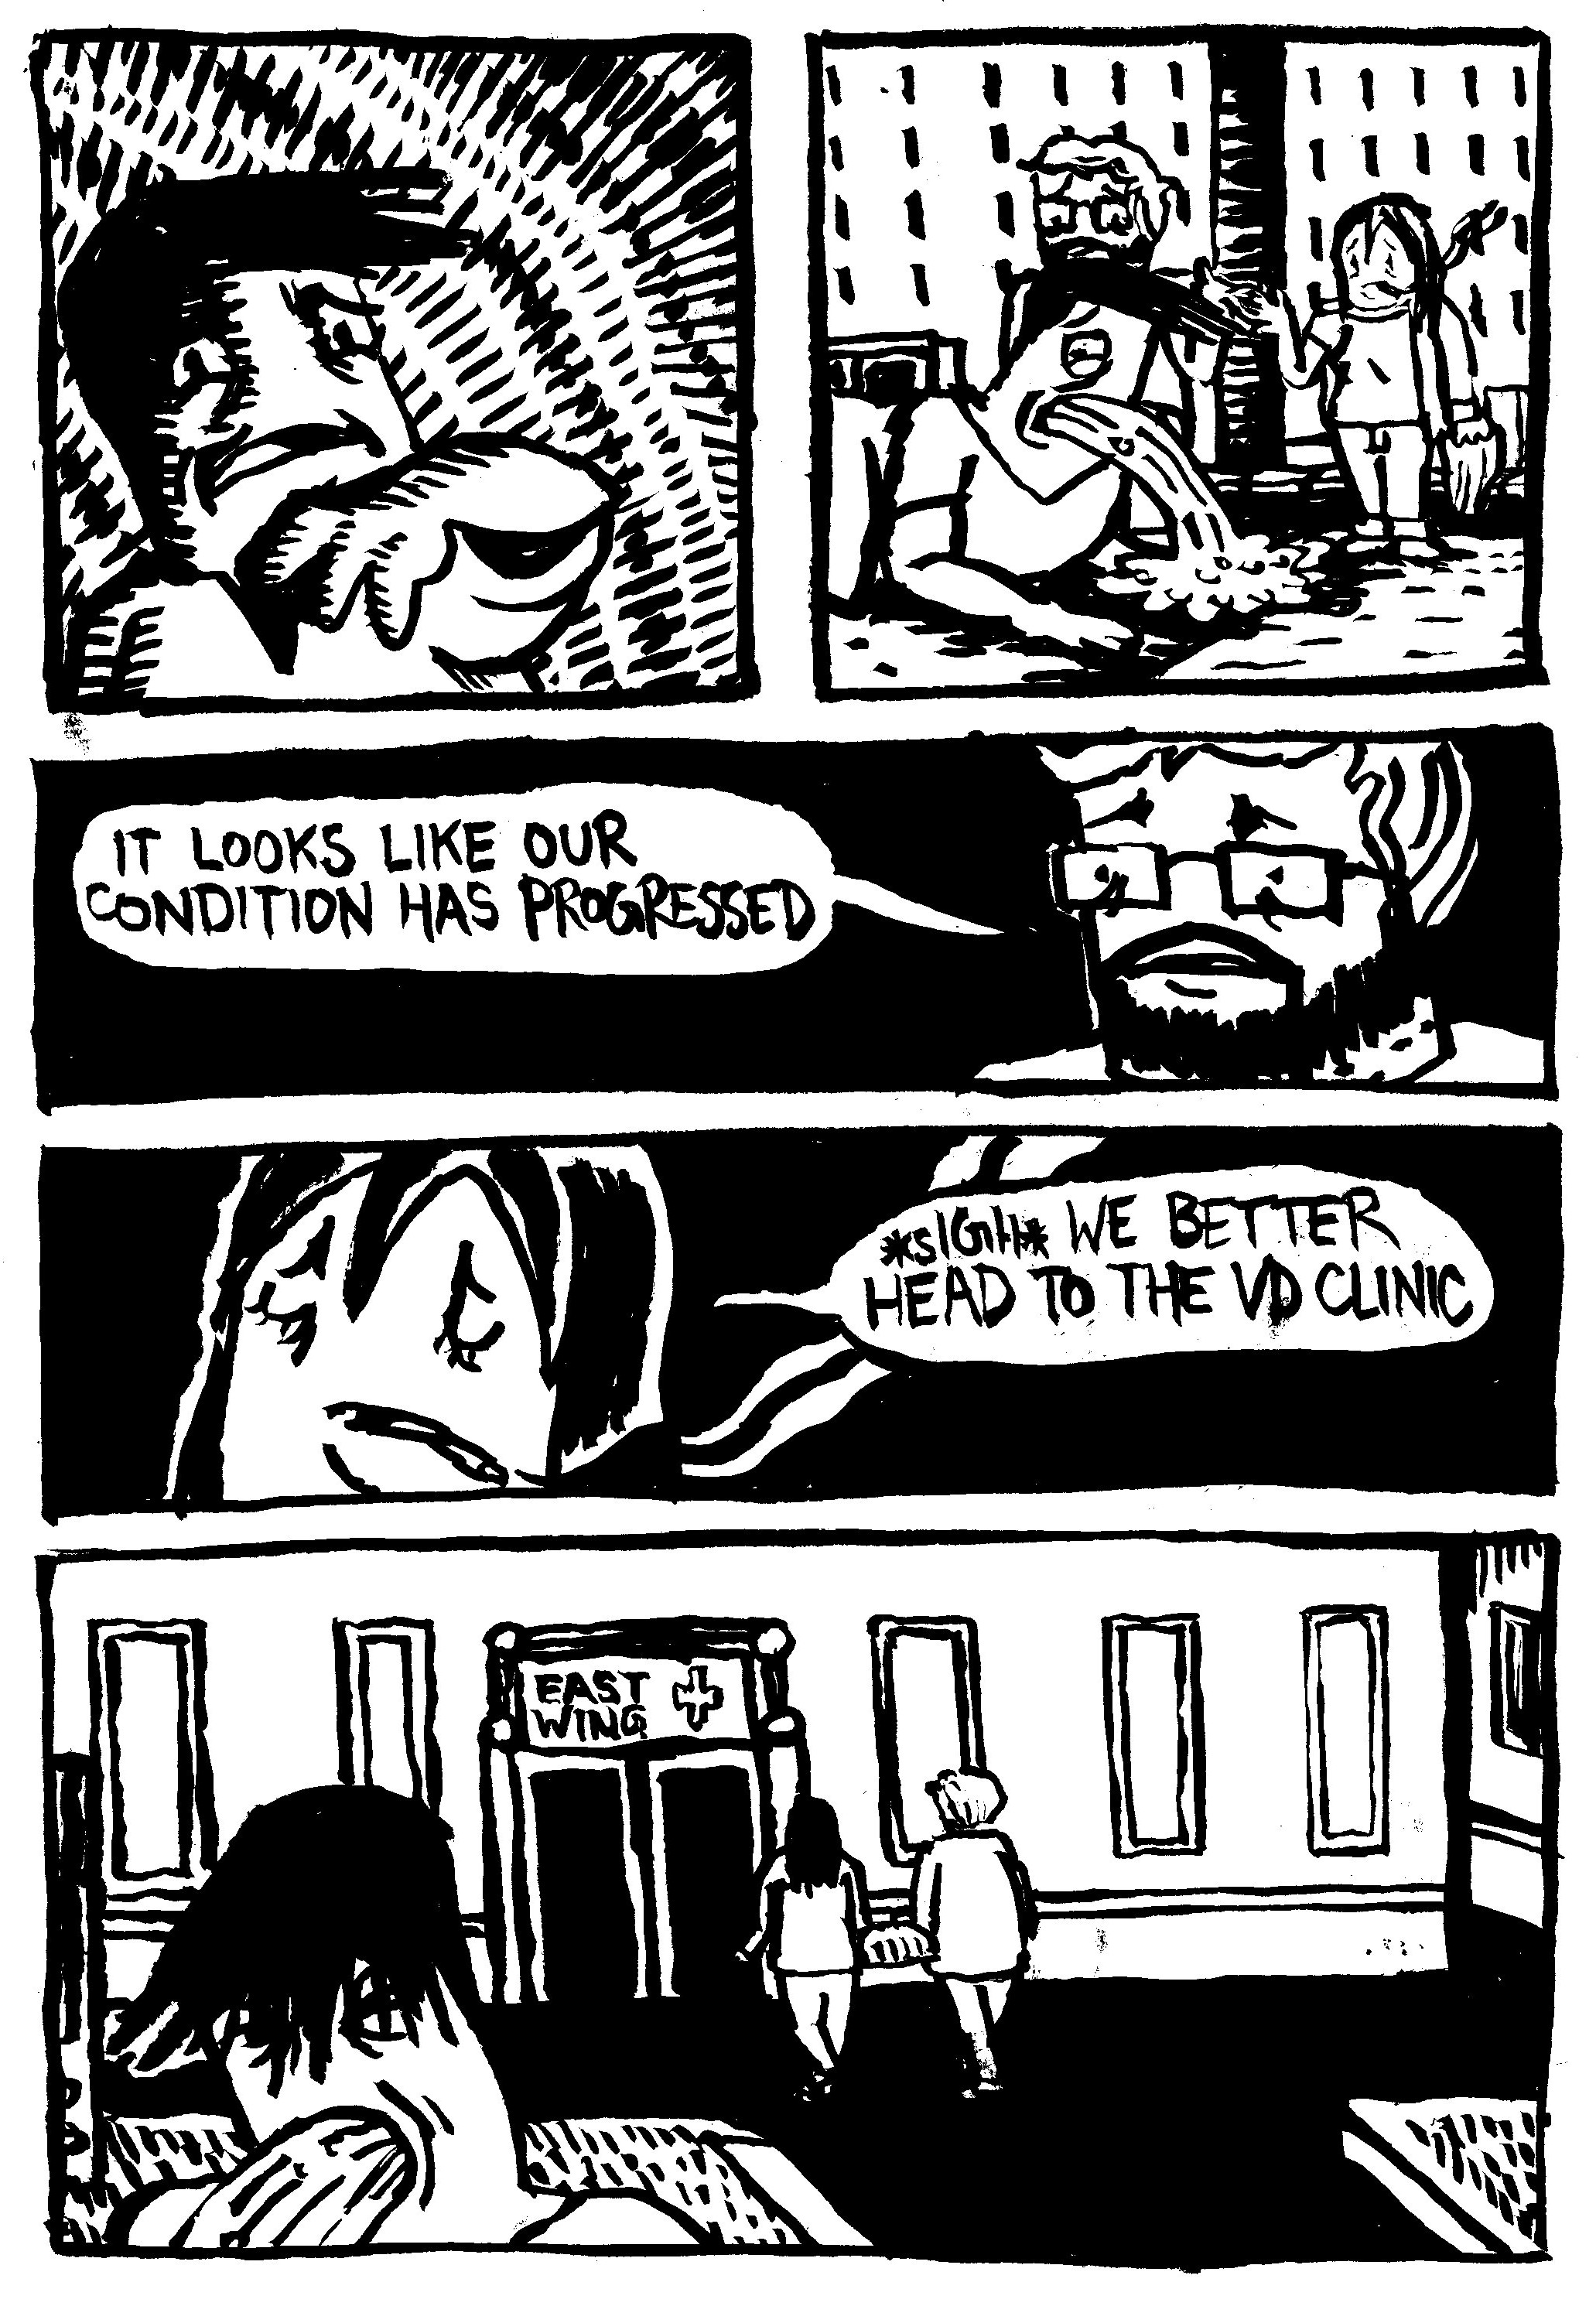 IT LOOKS LIKE OUR
CONDITION HAS PROGRESSED
*SIGH* WE BETTER
HEAD TO THE VD CLINIC
EAST
WING